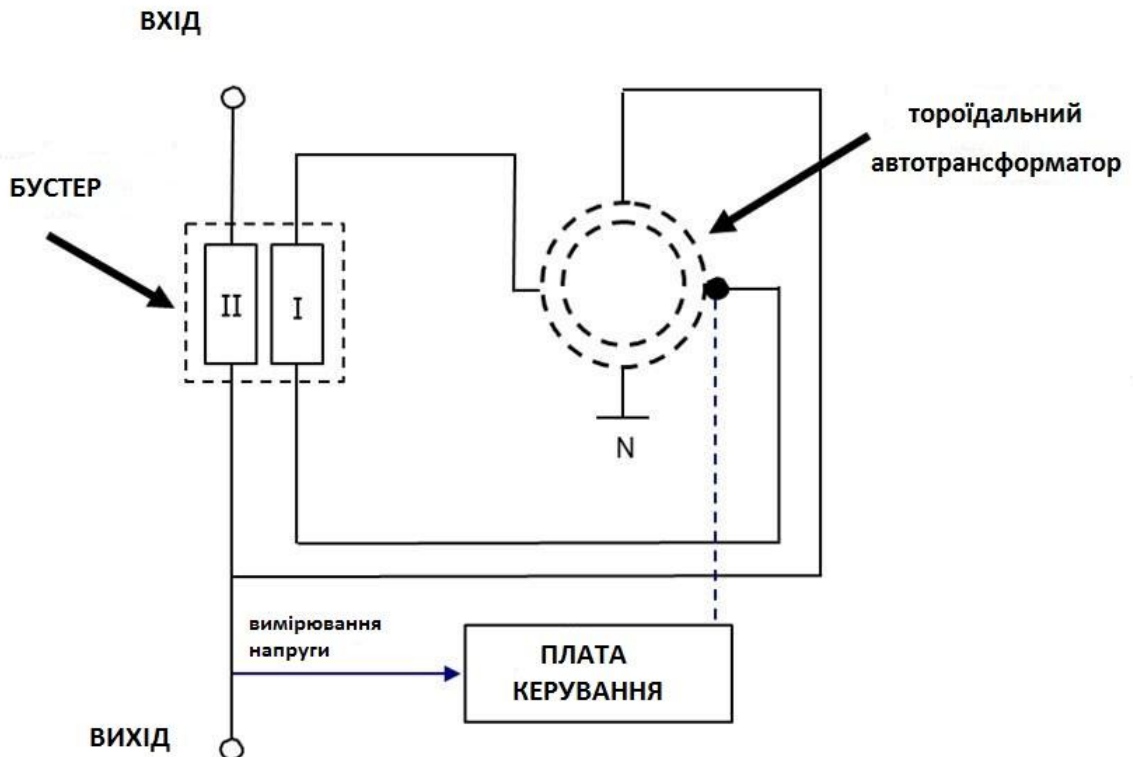 ВХІД
тороїдальний
автотрансформатор
БУСТЕР
II
I
N
вимірювання
напруги
ПЛАТА
КЕРУВАННЯ
ВИХІД